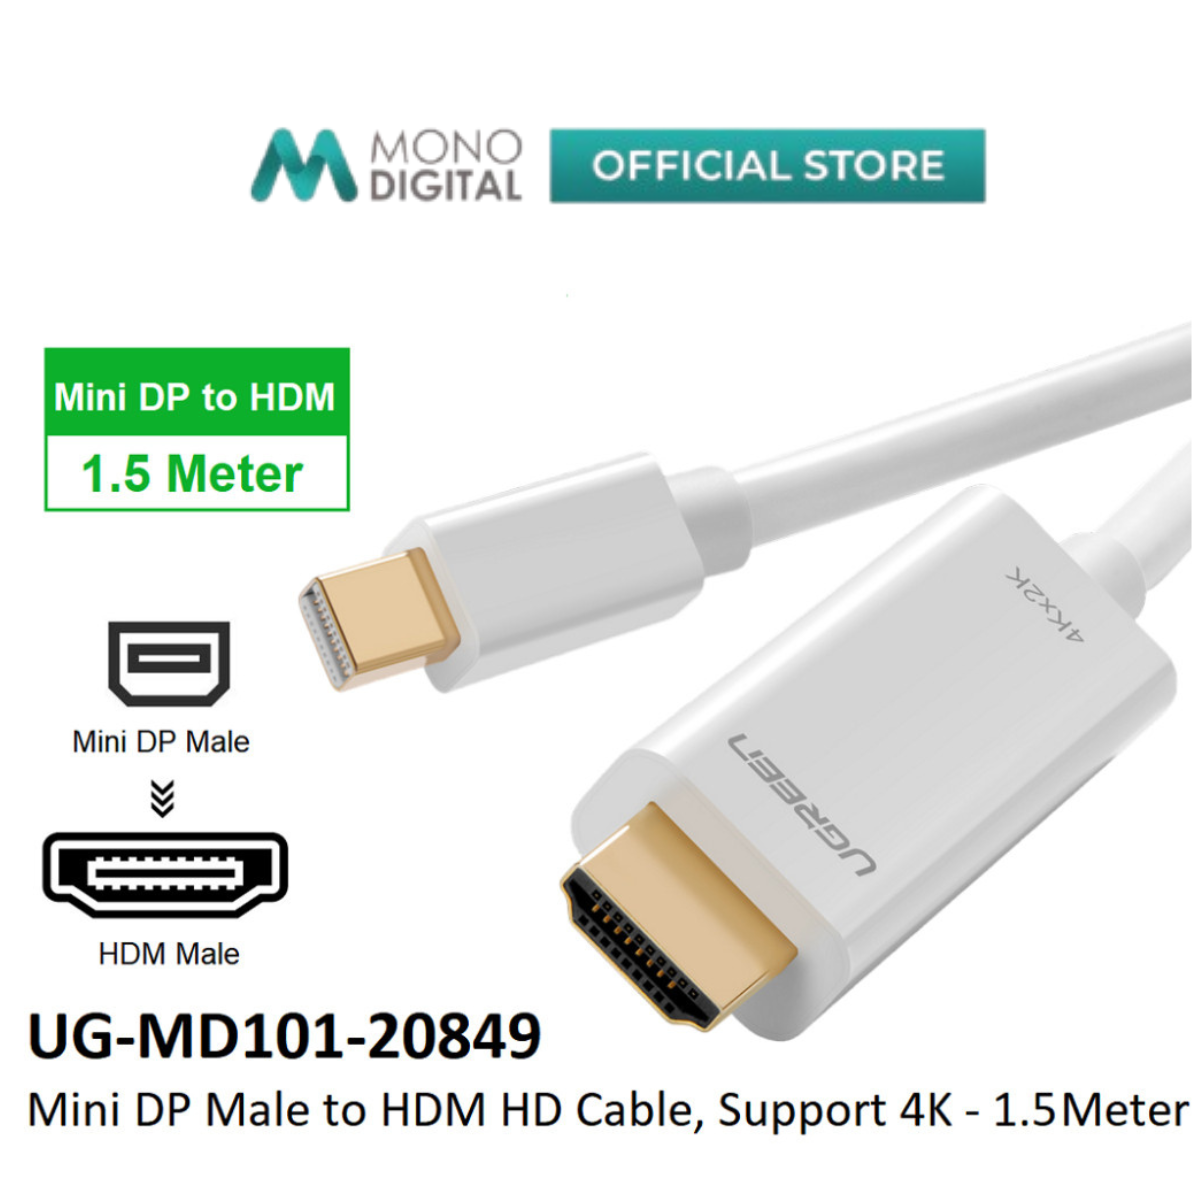 MONO
DIGITAL
OFFICIAL STORE
Mini DP to HDM
1.5 Meter
Mini DP Male
HDM Male
4Kx2K
UGREEN
UG-MD101-20849
Mini DP Male to HDM HD Cable, Support 4K - 1.5Meter